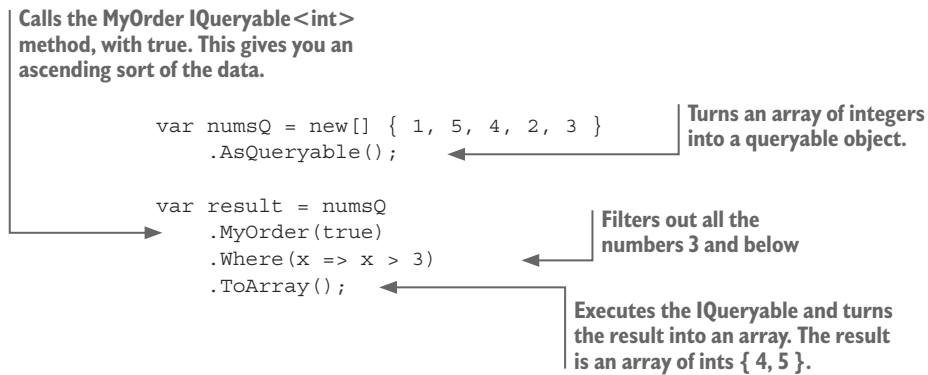 Calls the MyOrder IQueryable<int>
method, with true. This gives you an
ascending sort of the data.
var numsQ = new[] { 1, 5, 4, 2, 3 }
.AsQueryable();
Turns an array of integers
into a queryable object.
var result = numsQ
.MyOrder(true)
.Where(x => x > 3)
.ToArray();
Filters out all the
numbers 3 and below
Executes the IQueryable and turns
the result into an array. The result
is an array of ints { 4, 5 }.